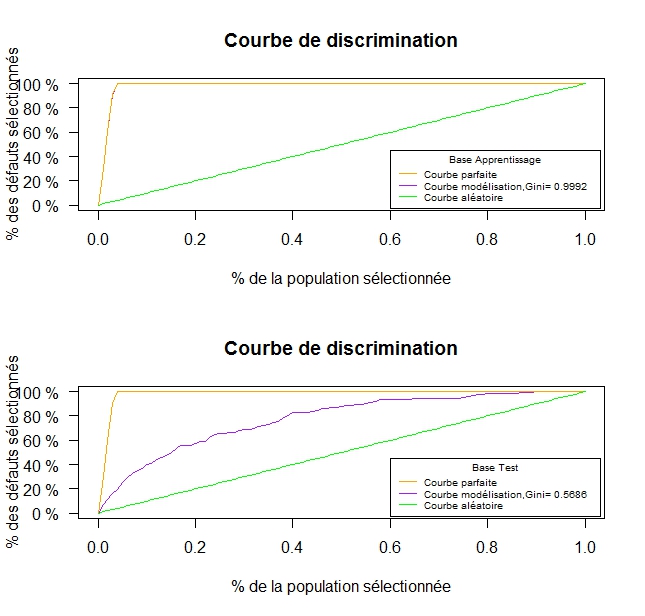 Courbe de discrimination
% des défauts sélectionnés
100 %
80 %
60 %
40 %
20 %
0 %
Base Apprentissage
Courbe parfaite
Courbe modélisation,Gini= 0.9992
Courbe aléatoire
0.0 0.2 0.4 0.6 0.8 1.0
% de la population sélectionnée
Courbe de discrimination
% des défauts sélectionnés
100 %
80 %
60 %
40 %
20 %
0 %
Base Test
Courbe parfaite
Courbe modélisation,Gini= 0.5686
Courbe aléatoire
0.0 0.2 0.4 0.6 0.8 1.0
% de la population sélectionnée